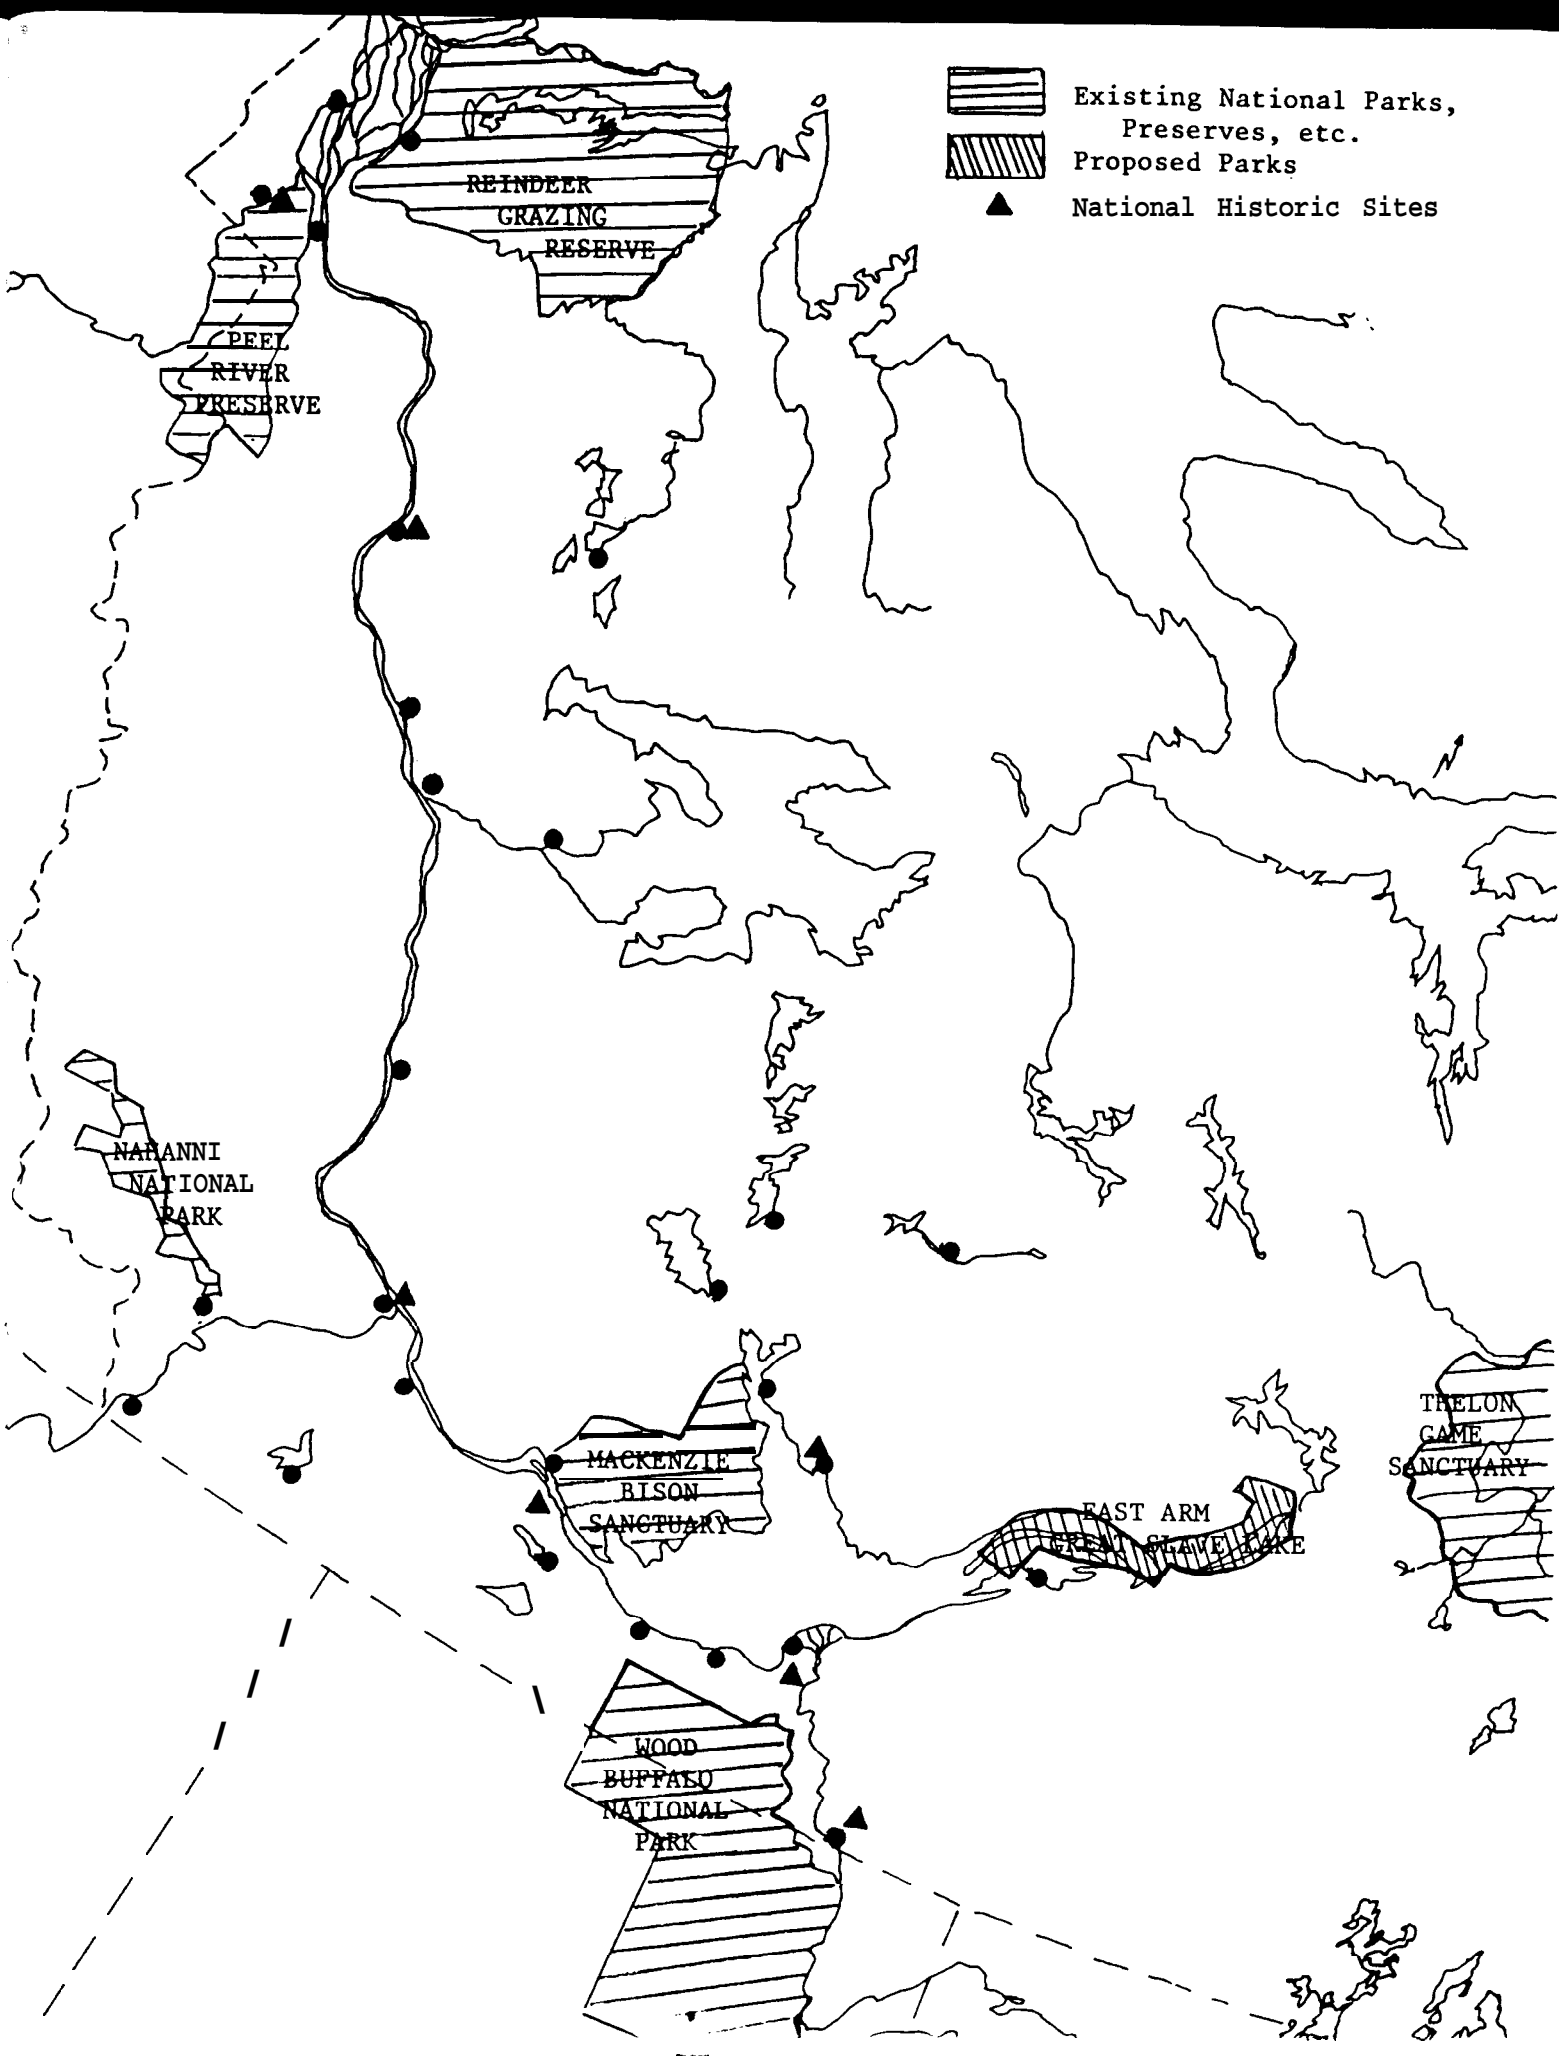 Existing National Parks,
Preserves, etc.
Proposed Parks
National Historic Sites
REINDEER
GRAZING
RESERVE
PEEL
RIVER
PRESERVE
NAHANNI
NATIONAL
PARK
THELON
GAME
SANCTUARY
MACKENZIE
BISON
SANCTUARY
EAST ARM
GREAT SLAVE LAKE
WOOD
BUFFALO
NATIONAL
PARK